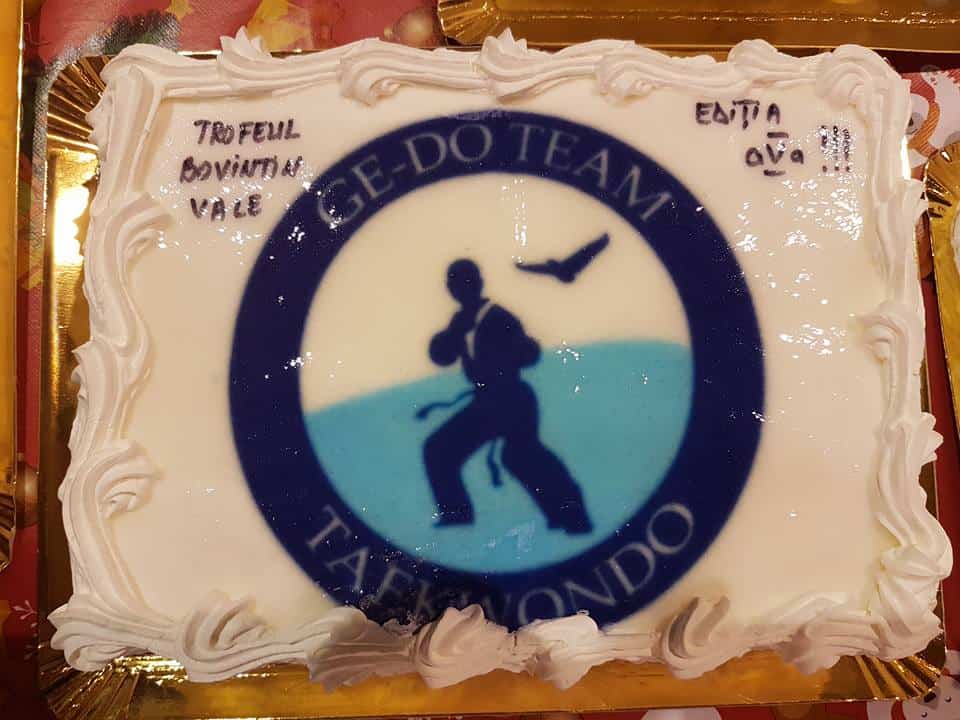 TROFEUL
BOVINTIN
VALE
EDIȚIA
a V a !!!
GE-DO TEAM
TAEKWONDO